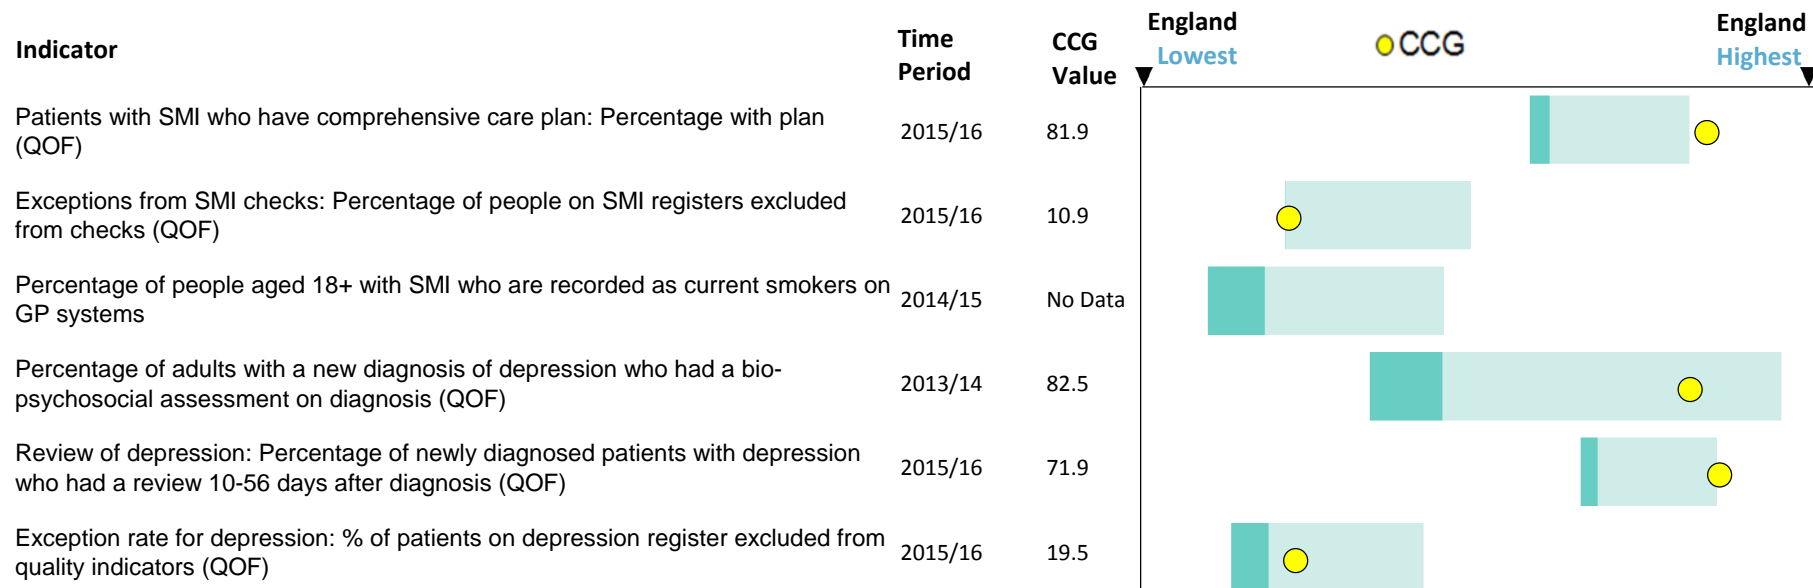 Indicator
Time Period
CCG Value
England Lowest
CCG
England Highest
Patients with SMI who have comprehensive care plan: Percentage with plan
(QOF)
2015/16
81.9
Exceptions from SMI checks: Percentage of people on SMI registers excluded
from checks (QOF)
2015/16
10.9
Percentage of people aged 18+ with SMI who are recorded as current smokers on
GP systems
2014/15
No Data
Percentage of adults with a new diagnosis of depression who had a bio-
psychosocial assessment on diagnosis (QOF)
2013/14
82.5
Review of depression: Percentage of newly diagnosed patients with depression
who had a review 10-56 days after diagnosis (QOF)
2015/16
71.9
Exception rate for depression: % of patients on depression register excluded from
quality indicators (QOF)
2015/16
19.5